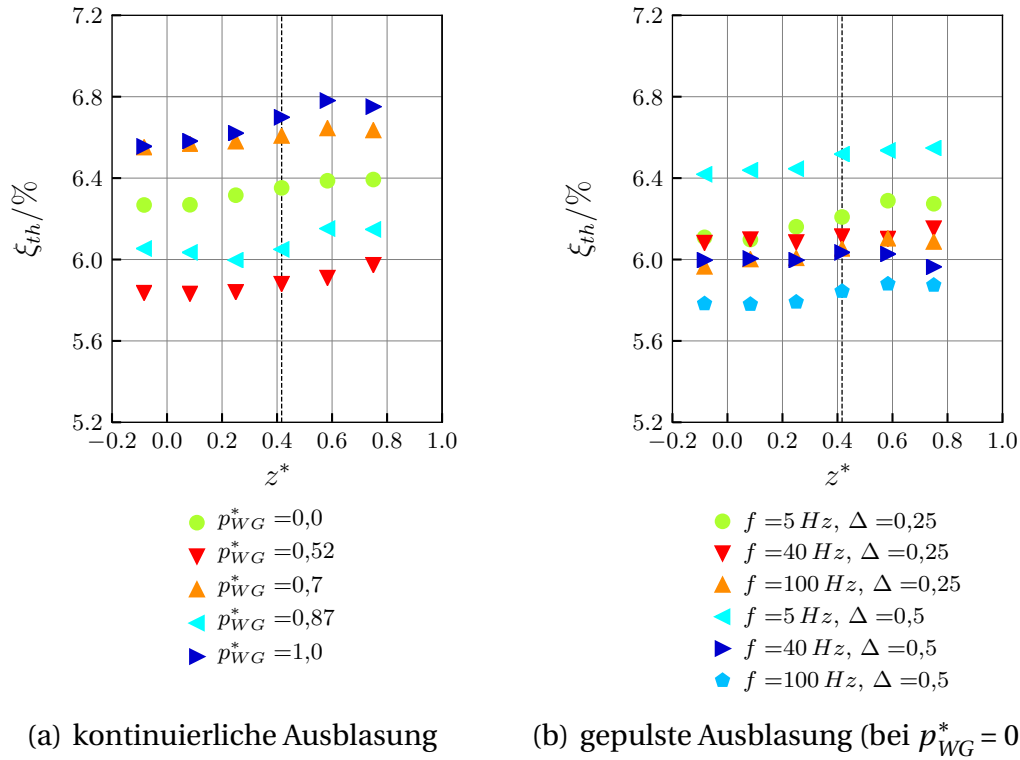 7.2
6.8
6.4
6.0
5.6
5.2
ξth/%
−0.2 0.0 0.2 0.4 0.6 0.8 1.0
z*
p*WG =0,0
p*WG =0,52
p*WG =0,7
p*WG =0,87
p*WG =1,0
(a) kontinuierliche Ausblasung
7.2
6.8
6.4
6.0
5.6
5.2
ξth/%
−0.2 0.0 0.2 0.4 0.6 0.8 1.0
z*
f =5 Hz, Δ =0,25
f =40 Hz, Δ =0,25
f =100 Hz, Δ =0,25
f =5 Hz, Δ =0,5
f =40 Hz, Δ =0,5
f =100 Hz, Δ =0,5
(b) gepulste Ausblasung (bei p*WG = 0